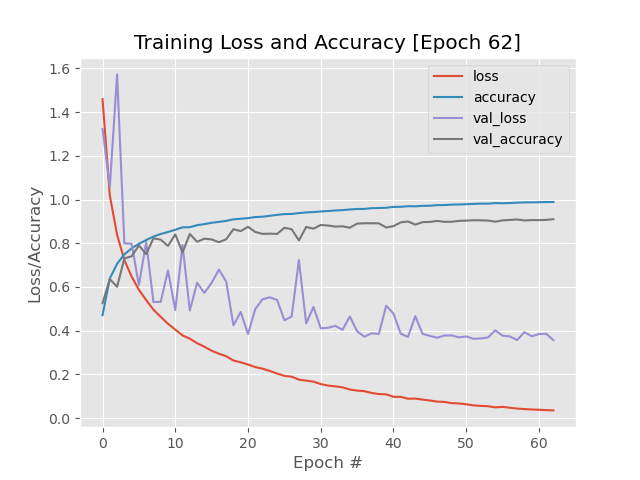 Training Loss and Accuracy [Epoch 62]
loss
accuracy
val_loss
val_accuracy
Loss/Accuracy
1.6
1.4
1.2
1.0
0.8
0.6
0.4
0.2
0.0
0 10 20 30 40 50 60
Epoch #